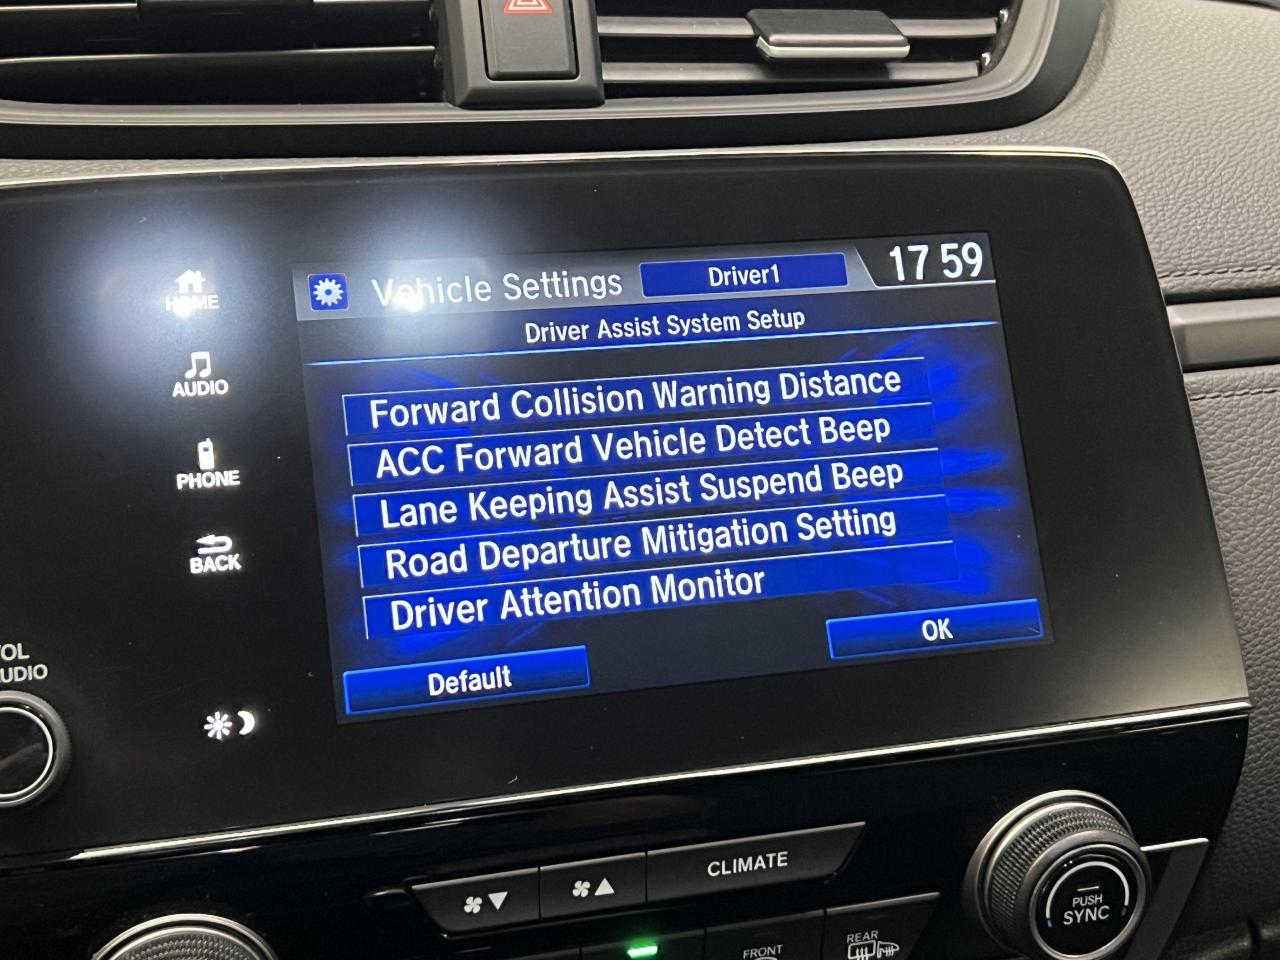 Vehicle Settings
Driver1
17 59
Driver Assist System Setup
HOME
AUDIO
PHONE
BACK
Forward Collision Warning Distance
ACC Forward Vehicle Detect Beep
Lane Keeping Assist Suspend Beep
Road Departure Mitigation Setting
Driver Attention Monitor
Default
OK
CLIMATE
PUSH
SYNC
FRONT
REAR